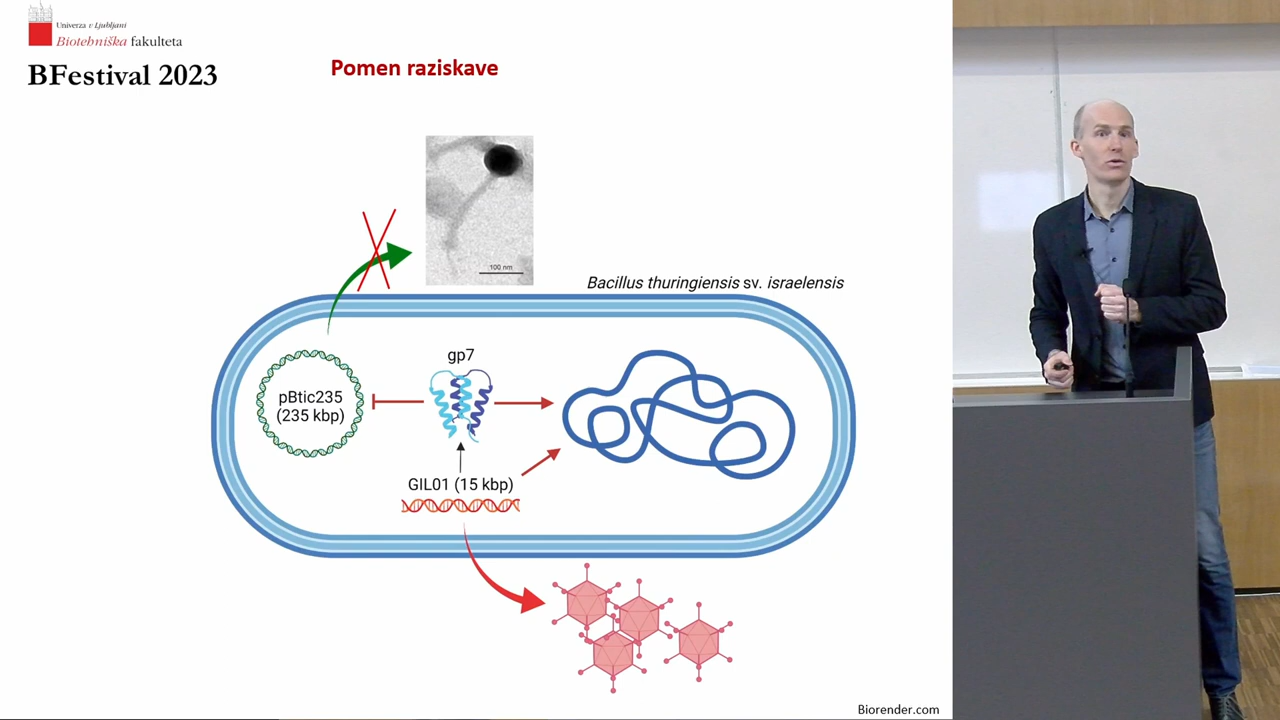 Univerza v Ljubljani
Biotehniška fakulteta
BFestival 2023
Pomen raziskave
100 nm
Bacillus thuringiensis sv. israelensis
gp7
pBtic235
(235 kbp)
GIL01 (15 kbp)
Biorender.com